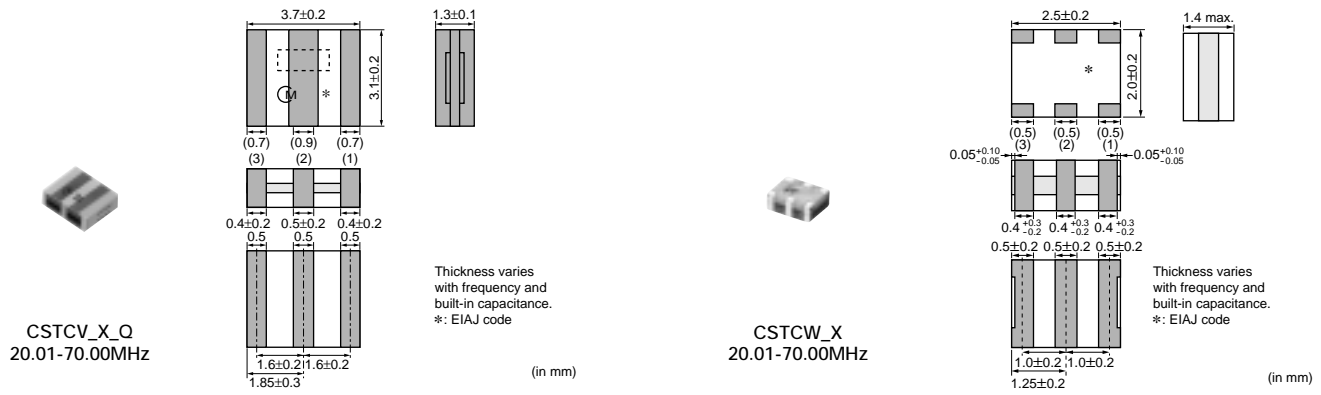 3.7±0.2
1.3±0.1
3.1±0.2
M
*
(0.7) (0.9) (0.7)
(3) (2) (1)
0.4±0.2 0.5±0.2 0.4±0.2
0.5 0.5 0.5
1.6±0.2 1.6±0.2
1.85±0.3
Thickness varies
with frequency and
built-in capacitance.
*: EIAJ code
(in mm)
CSTCV_X_Q
20.01-70.00MHz
2.5±0.2
1.4 max.
2.0±0.2
*
(0.5) (0.5) (0.5)
(3) (2) (1)
0.05 +0.10 -0.05 0.05 +0.10 -0.05
0.4 +0.3 -0.2 0.4 +0.3 -0.2 0.4 +0.3 -0.2
0.5±0.2 0.5±0.2 0.5±0.2
1.0±0.2 1.0±0.2
1.25±0.2
Thickness varies
with frequency and
built-in capacitance.
*: EIAJ code
(in mm)
CSTCW_X
20.01-70.00MHz